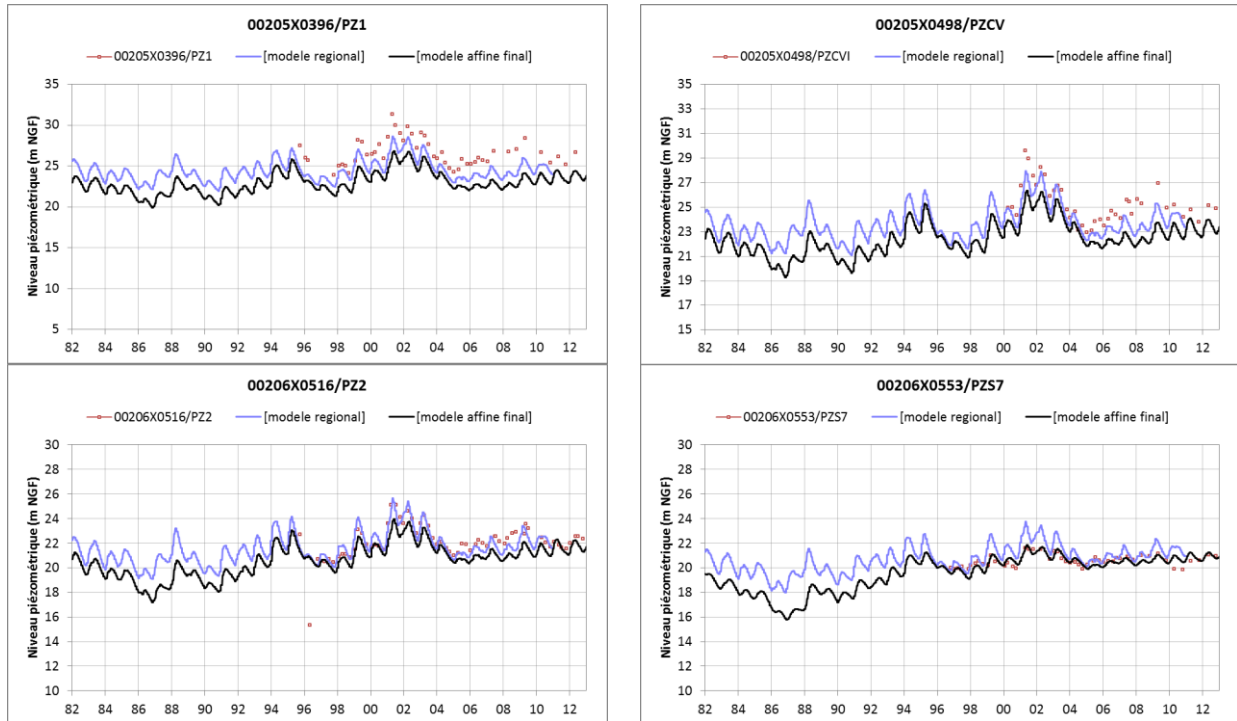 00205X0396/PZ1
00205X0396/PZ1 [modele regional] [modele affine final]
Niveau piézométrique (m NGF)
35
30
25
20
15
10
5
82 84 86 88 90 92 94 96 98 00 02 04 06 08 10 12
00205X0498/PZCV
00205X0498/PZCVI [modele regional] [modele affine final]
Niveau piézométrique (m NGF)
35
33
31
29
27
25
23
21
19
17
15
82 84 86 88 90 92 94 96 98 00 02 04 06 08 10 12
00206X0516/PZ2
00206X0516/PZ2 [modele regional] [modele affine final]
Niveau piézométrique (m NGF)
30
28
26
24
22
20
18
16
14
12
10
82 84 86 88 90 92 94 96 98 00 02 04 06 08 10 12
00206X0553/PZS7
00206X0553/PZS7 [modele regional] [modele affine final]
Niveau piézométrique (m NGF)
30
28
26
24
22
20
18
16
14
12
10
82 84 86 88 90 92 94 96 98 00 02 04 06 08 10 12